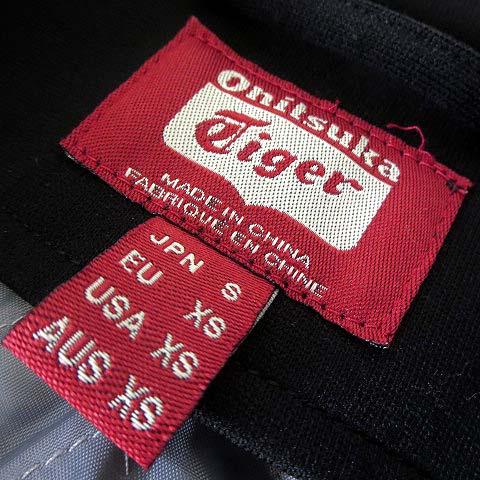 Onitsuka
Tiger
MADE IN CHINA
FABRIQUE EN CHINE
JPN S
EU XS
USA XS
AUS XS